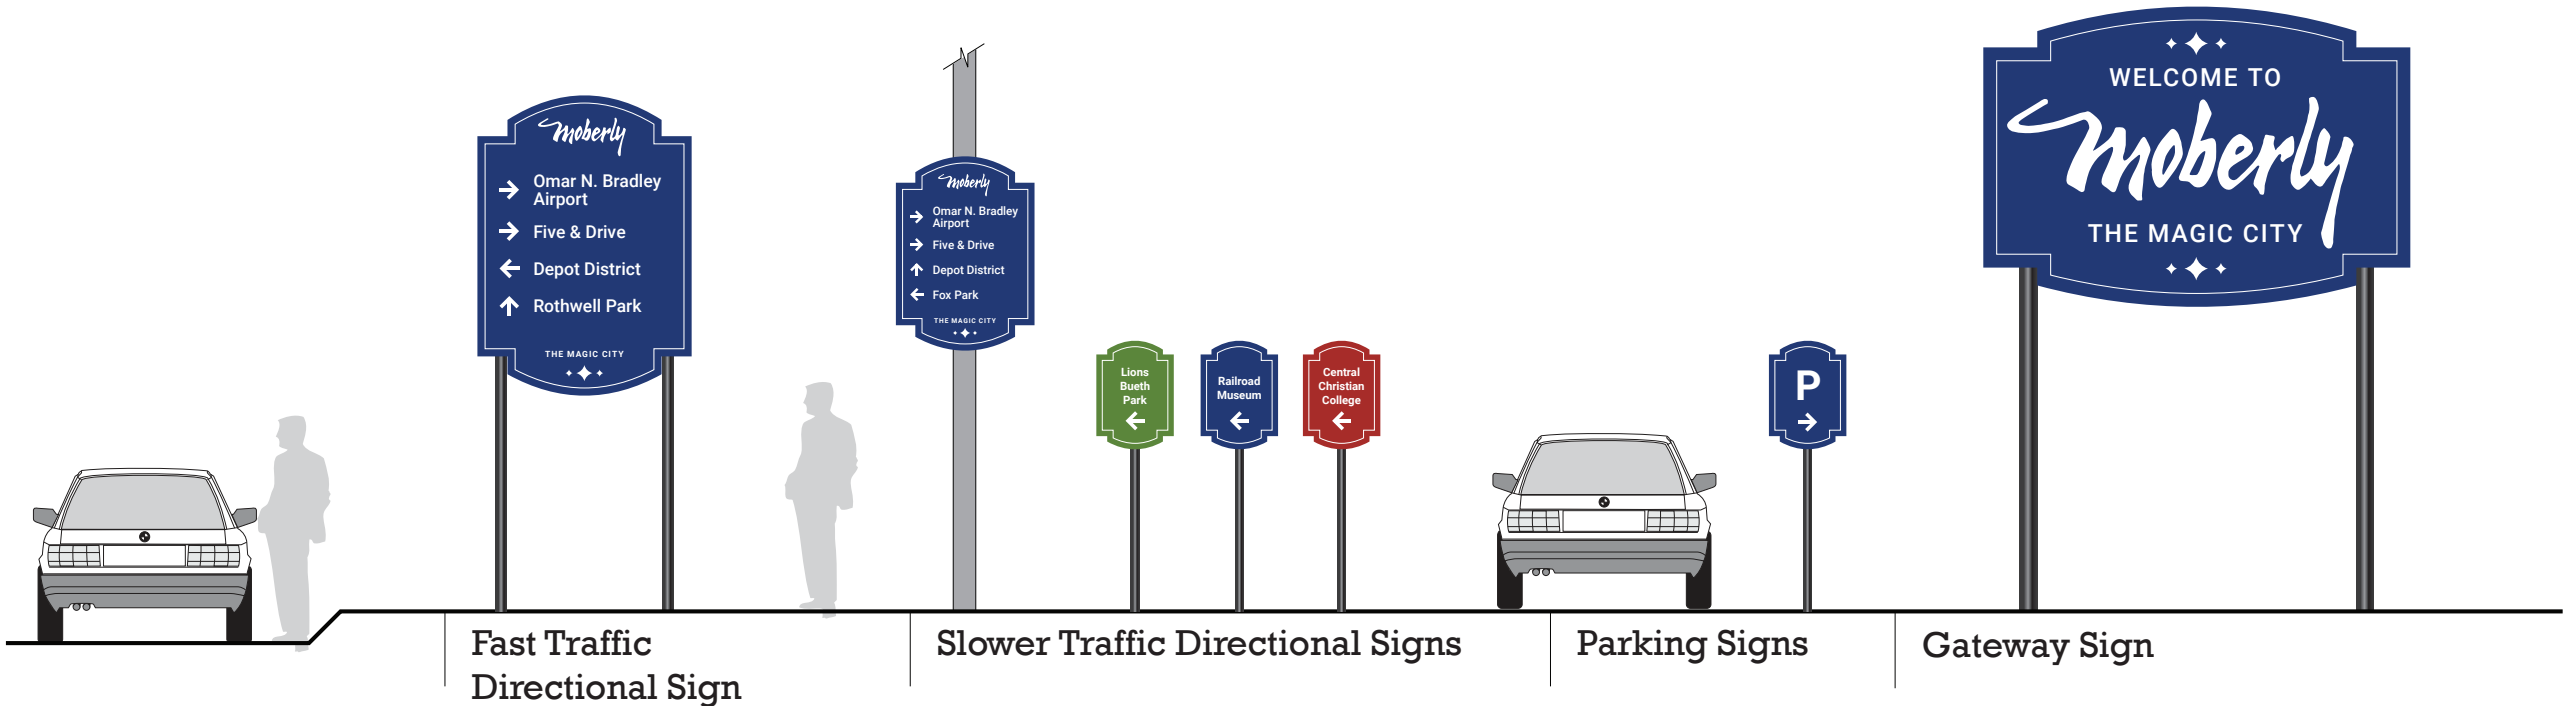 moberly
Omar N. Bradley
Airport
Five & Drive
Depot District
Rothwell Park
THE MAGIC CITY
moberly
Omar N. Bradley
Airport
Five & Drive
Depot District
Fox Park
THE MAGIC CITY
Lions
Bueth
Park
Railroad
Museum
Central
Christian
College
P
WELCOME TO
moberly
THE MAGIC CITY
Fast Traffic
Directional Sign
Slower Traffic Directional Signs
Parking Signs
Gateway Sign